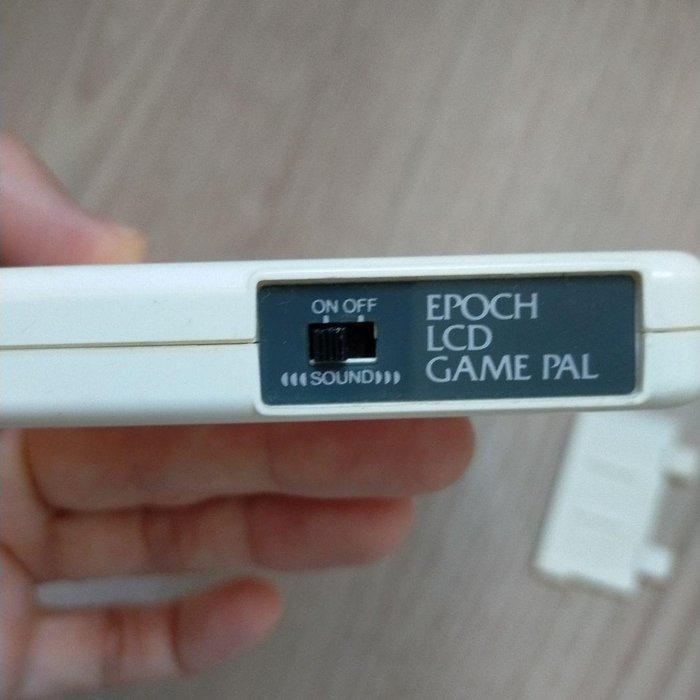 ON OFF
SOUND
EPOCH
LCD
GAME PAL